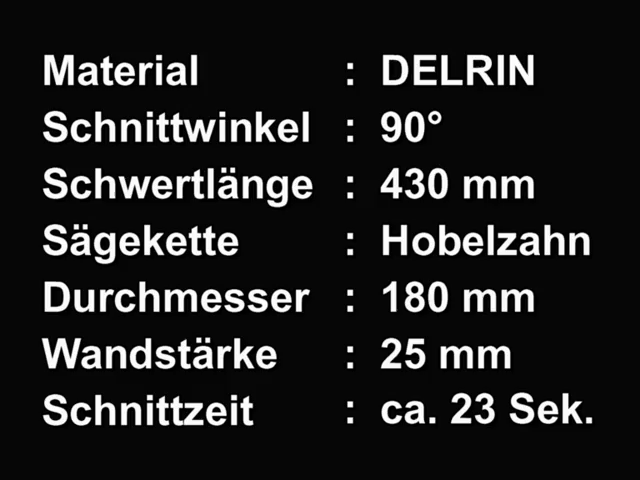 Material : DELRIN
Schnittwinkel : 90°
Schwertlänge : 430 mm
Sägekette : Hobelzahn
Durchmesser : 180 mm
Wandstärke : 25 mm
Schnittzeit : ca. 23 Sek.